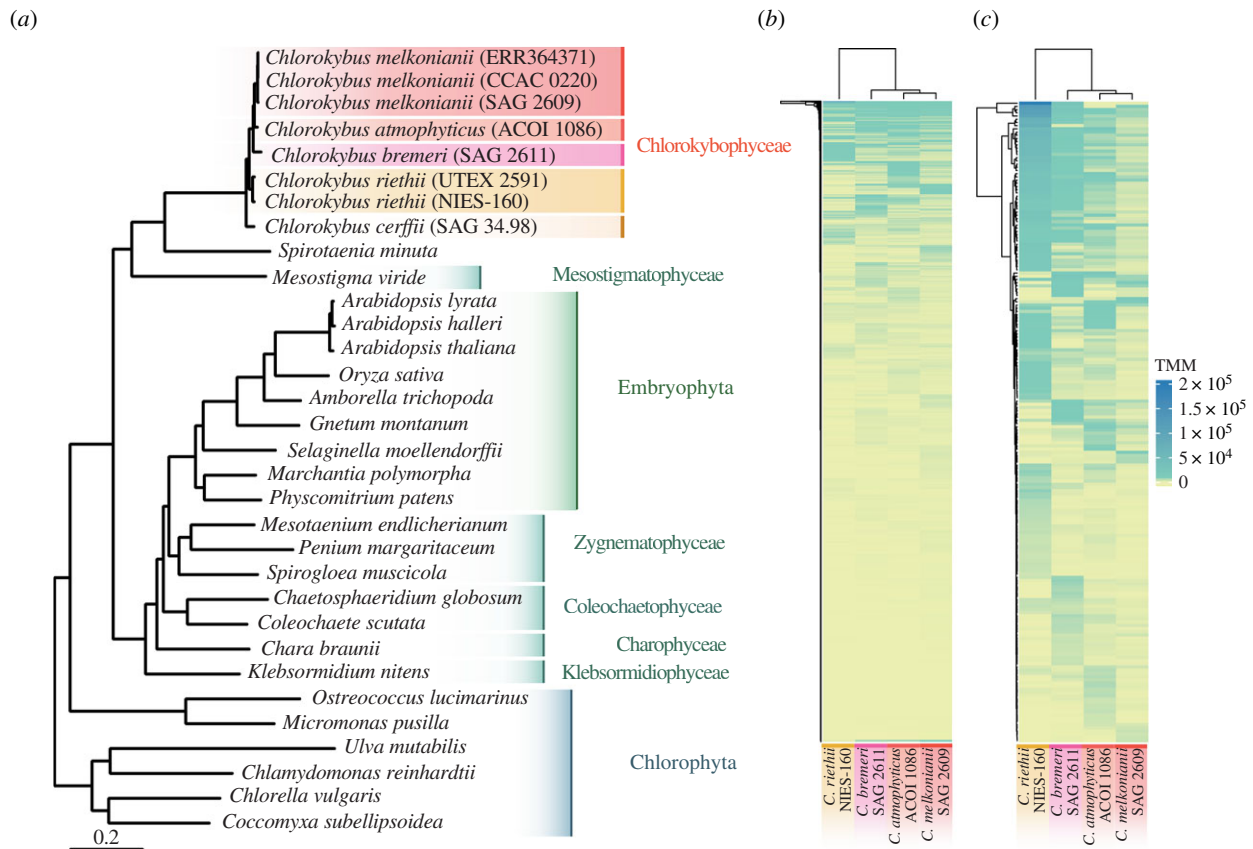 (a)
Chlorokybus melkonianii (ERR364371)
Chlorokybus melkonianii (CCAC 0220)
Chlorokybus melkonianii (SAG 2609)
Chlorokybus atmophyticus (ACOI 1086)
Chlorokybus bremeri (SAG 2611)
Chlorokybus riethii (UTEX 2591)
Chlorokybus riethii (NIES-160)
Chlorokybus cerffii (SAG 34.98)
Chlorokybophyceae
Spirotaenia minuta
Mesostigma viride
Mesostigmatophyceae
Arabidopsis lyrata
Arabidopsis halleri
Arabidopsis thaliana
Oryza sativa
Amborella trichopoda
Gnetum montanum
Selaginella moellendorffii
Marchantia polymorpha
Physcomitrium patens
Embryophyta
Mesotaenium endlicherianum
Penium margaritaceum
Spirogloea muscicola
Zygnematophyceae
Chaetosphaeridium globosum
Coleochaete scutata
Coleochaetophyceae
Chara braunii
Charophyceae
Klebsormidium nitens
Klebsormidiophyceae
Ostreococcus lucimarinus
Micromonas pusilla
Ulva mutabilis
Chlamydomonas reinhardtii
Chlorella vulgaris
Coccomyxa subellipsoidea
Chlorophyta
0.2
(b)
C. riethii
NIES-160
C. bremeri
SAG 2611
C. atmophyticus
ACOI 1086
C. melkonianii
SAG 2609
(c)
C. riethii
NIES-160
C. bremeri
SAG 2611
C. atmophyticus
ACOI 1086
C. melkonianii
SAG 2609
TMM
2 × 10⁵
1.5 × 10⁵
1 × 10⁵
5 × 10⁴
0